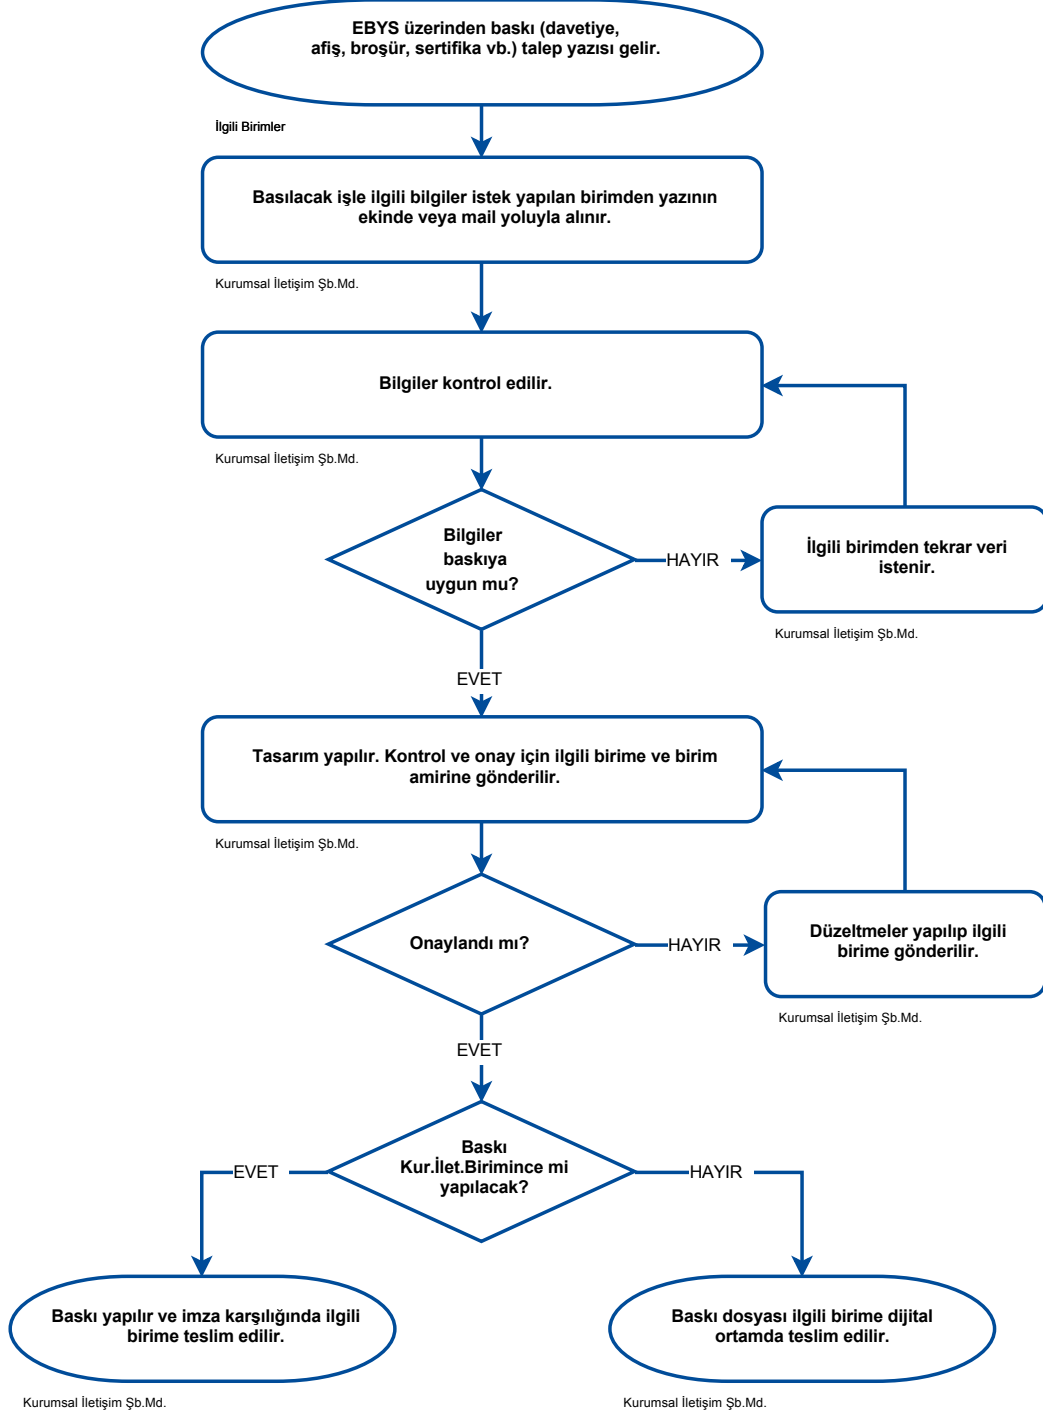 EBYS üzerinden baskı (davetiye,
afiş, broşür, sertifika vb.) talep yazısı gelir.
İlgili Birimler
Basılacak işle ilgili bilgiler istek yapılan birimden yazının
ekinde veya mail yoluyla alınır.
Kurumsal İletişim Şb.Md.
Bilgiler kontrol edilir.
Kurumsal İletişim Şb.Md.
Bilgiler
baskıya
uygun mu?
HAYIR
İlgili birimden tekrar veri
istenir.
Kurumsal İletişim Şb.Md.
EVET
Tasarım yapılır. Kontrol ve onay için ilgili birime ve birim
amirine gönderilir.
Kurumsal İletişim Şb.Md.
Onaylandı mı?
HAYIR
Düzeltmeler yapılıp ilgili
birime gönderilir.
Kurumsal İletişim Şb.Md.
EVET
Baskı
Kur.İlet.Birimince mi
yapılacak?
EVET
HAYIR
Baskı yapılır ve imza karşılığında ilgili
birime teslim edilir.
Kurumsal İletişim Şb.Md.
Baskı dosyası ilgili birime dijital
ortamda teslim edilir.
Kurumsal İletişim Şb.Md.